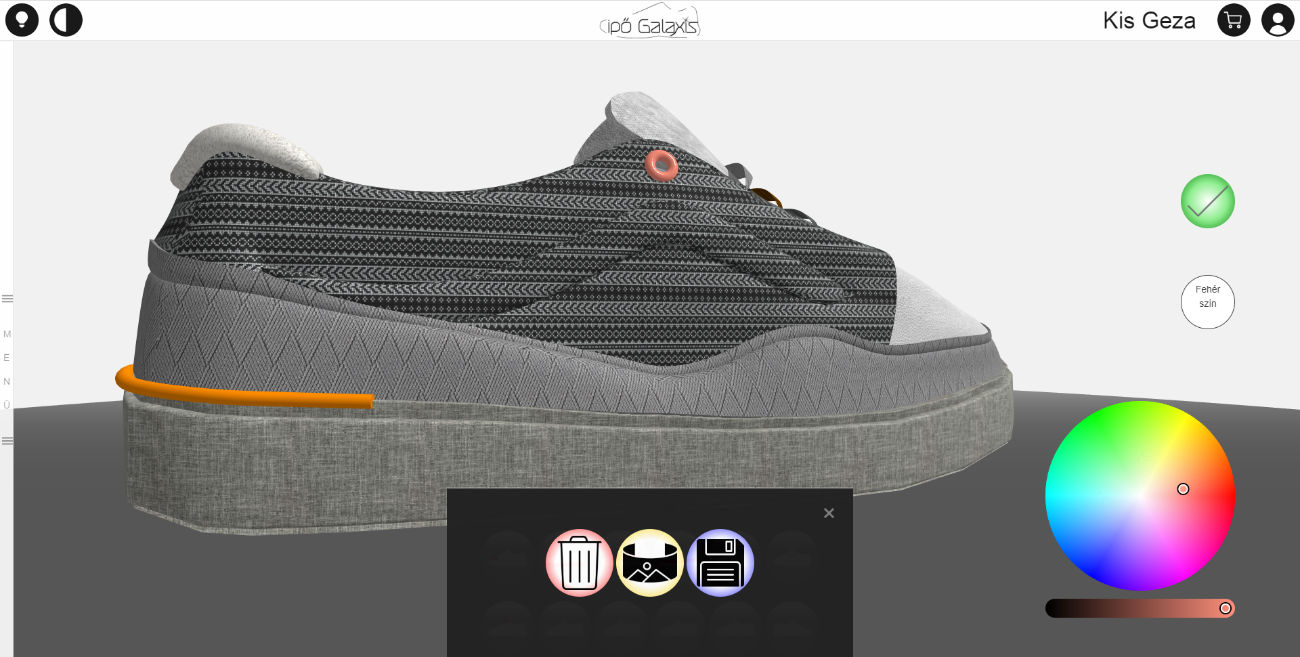 Cipő Galaxis
Kis Geza
Fehér
szín
M
E
N
Ü